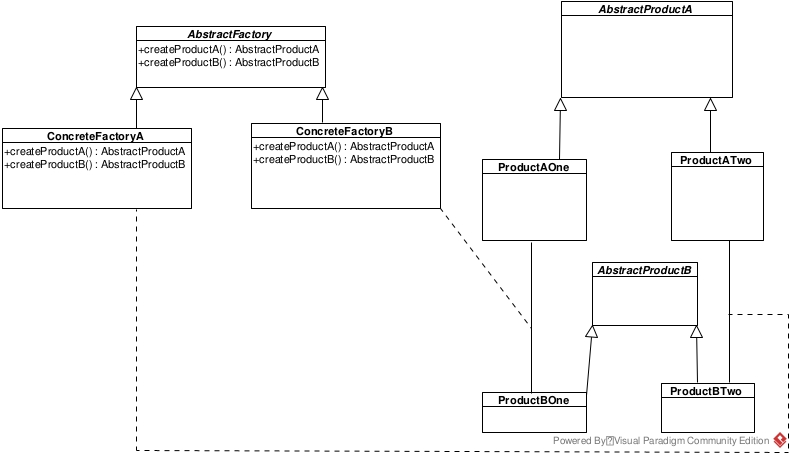 AbstractFactory
+createProductA() : AbstractProductA
+createProductB() : AbstractProductB
AbstractProductA
ConcreteFactoryA
+createProductA() : AbstractProductA
+createProductB() : AbstractProductB
ConcreteFactoryB
+createProductA() : AbstractProductA
+createProductB() : AbstractProductB
ProductAOne
ProductATwo
AbstractProductB
ProductBOne
ProductBTwo
Powered By Visual Paradigm Community Edition